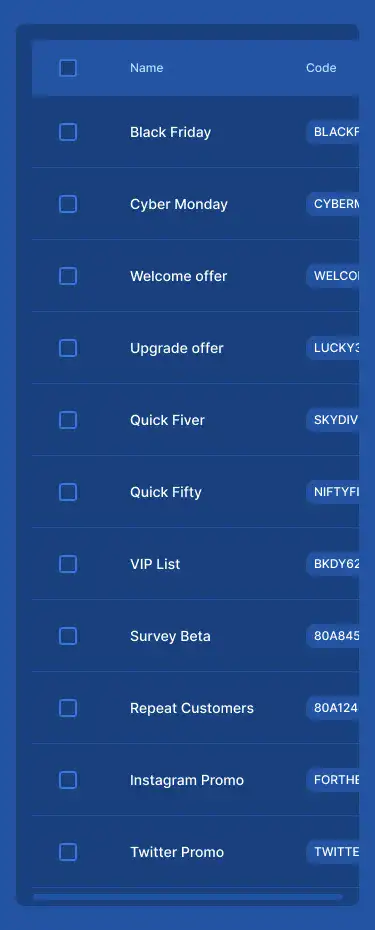 Name Code
Black Friday BLACKF
Cyber Monday CYBERM
Welcome offer WELCO
Upgrade offer LUCKY3
Quick Fiver SKYDIV
Quick Fifty NIFTYFI
VIP List BKDY62
Survey Beta 80A845
Repeat Customers 80A124
Instagram Promo FORTHE
Twitter Promo TWITTE